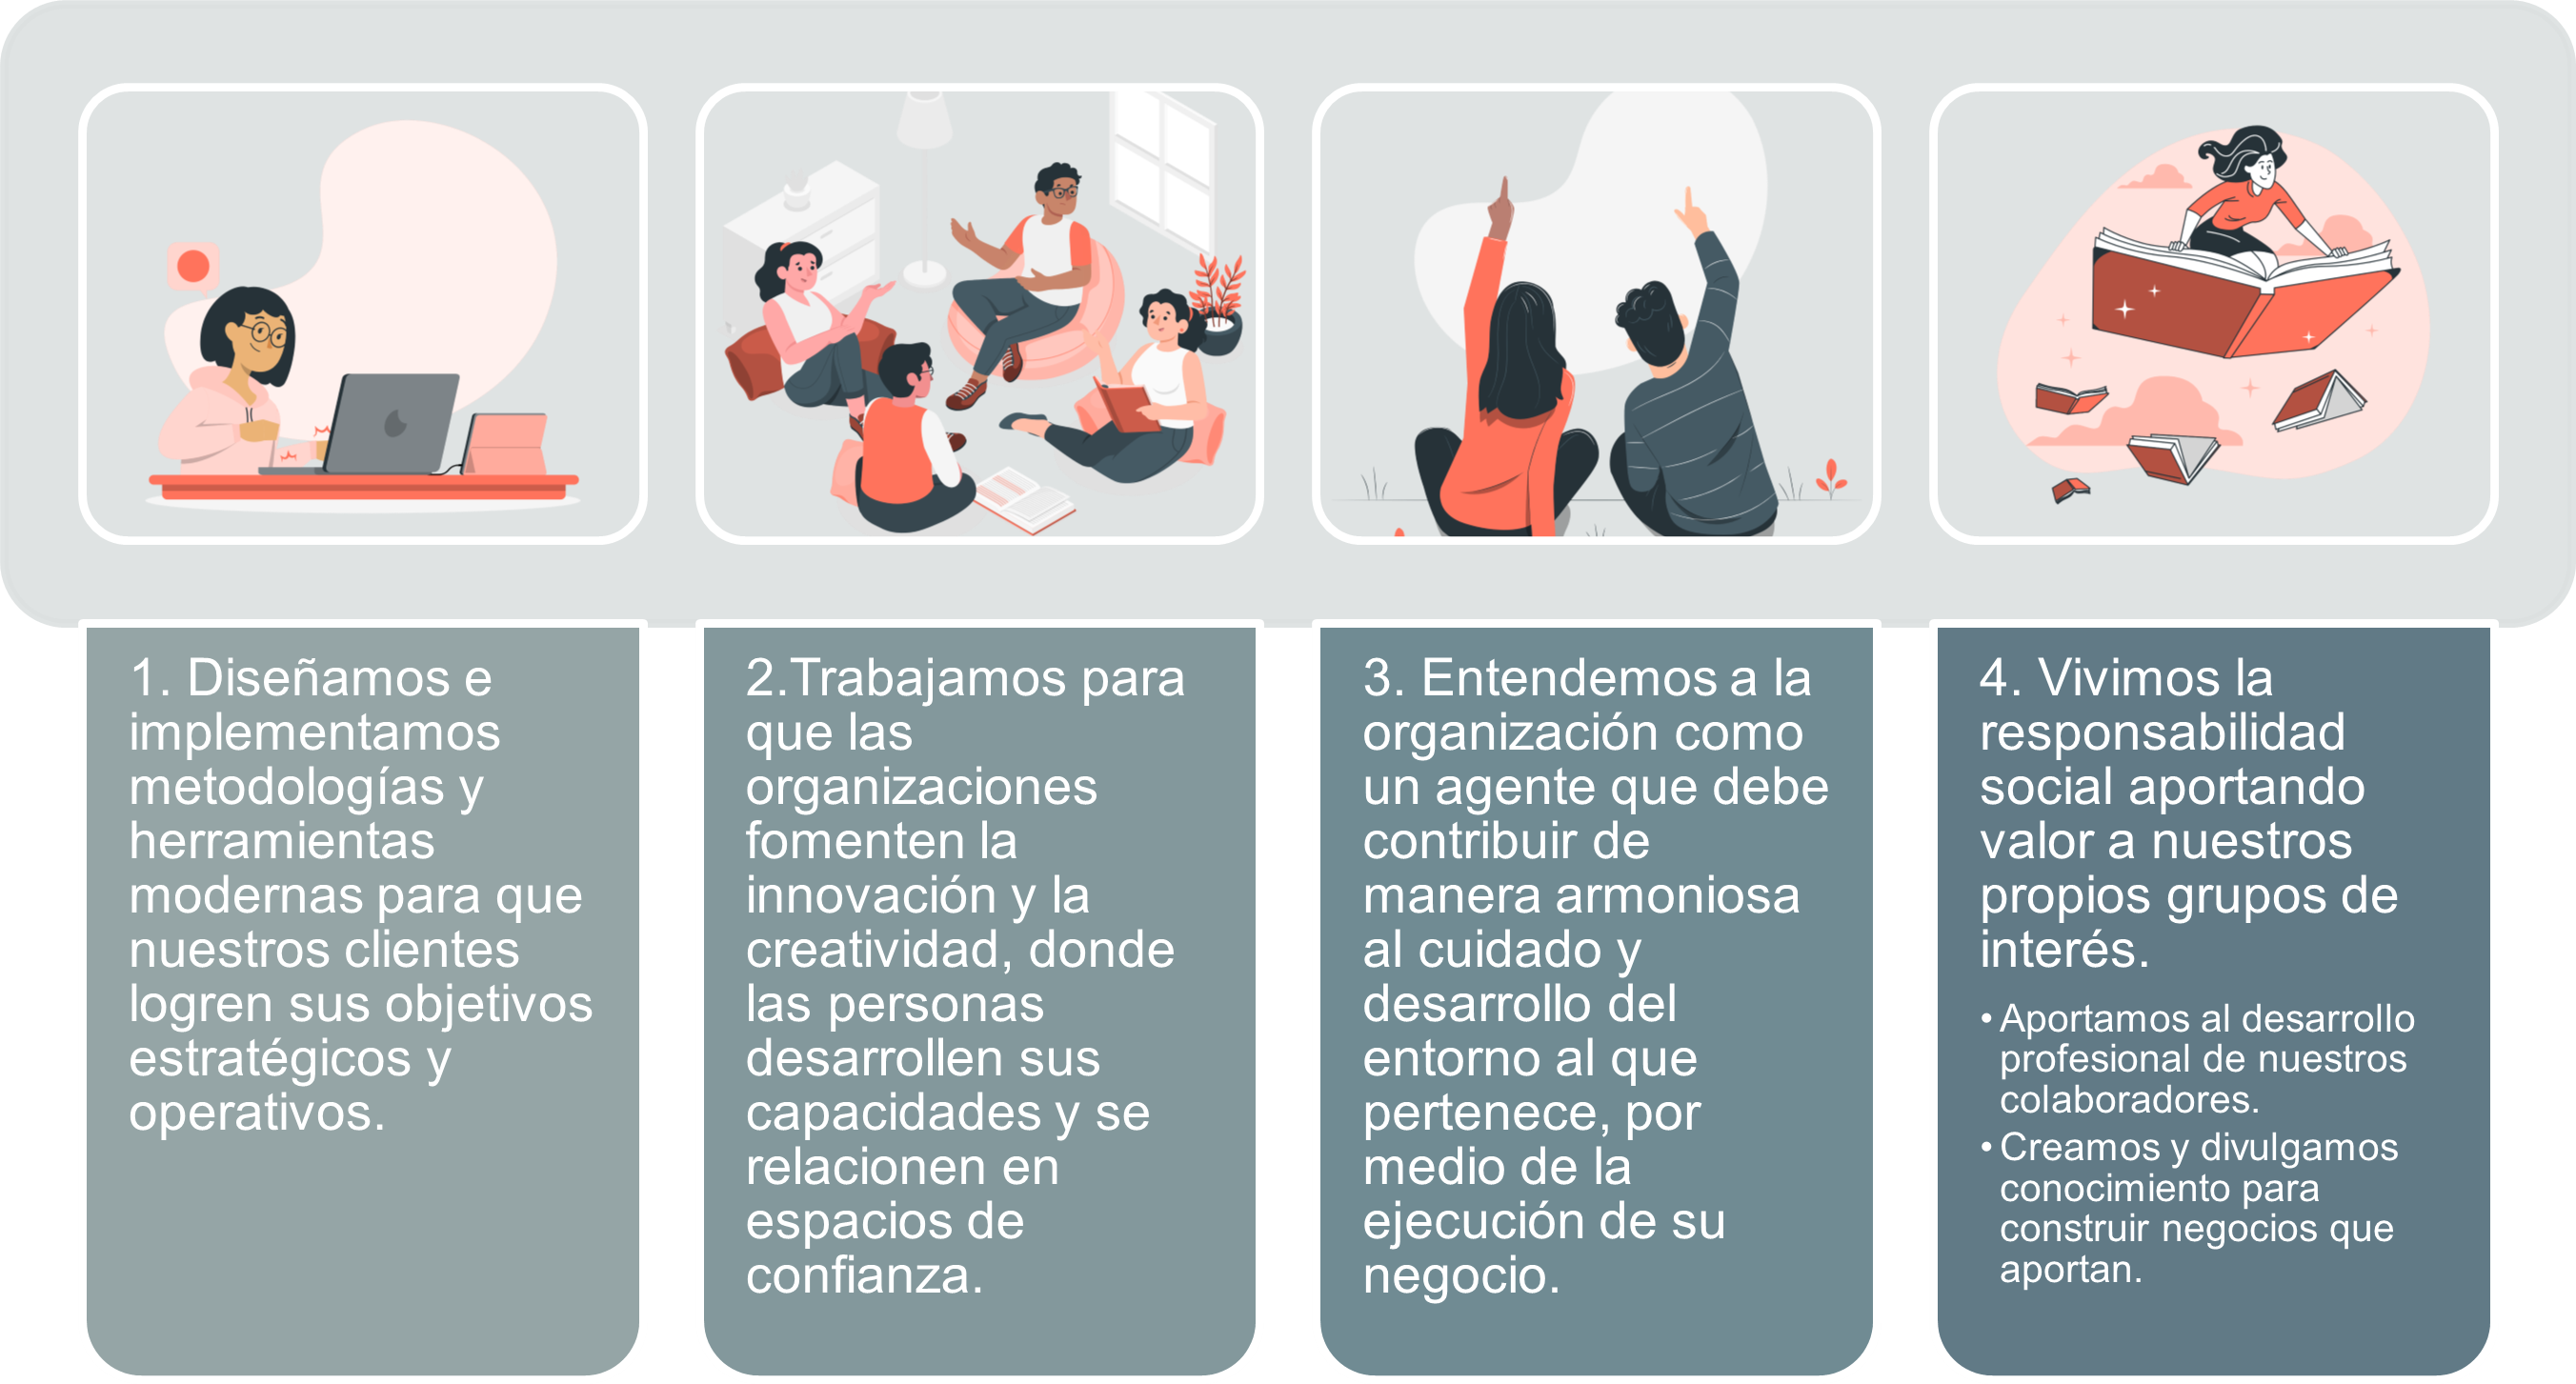 1. Diseñamos e
implementamos
metodologías y
herramientas
modernas para que
nuestros clientes
logren sus objetivos
estratégicos y
operativos.
2.Trabajamos para
que las
organizaciones
fomenten la
innovación y la
creatividad, donde
las personas
desarrollen sus
capacidades y se
relacionen en
espacios de
confianza.
3. Entendemos a la
organización como
un agente que debe
contribuir de
manera armoniosa
al cuidado y
desarrollo del
entorno al que
pertenece, por
medio de la
ejecución de su
negocio.
4. Vivimos la
responsabilidad
social aportando
valor a nuestros
propios grupos de
interés.
• Aportamos al desarrollo
profesional de nuestros
colaboradores.
• Creamos y divulgamos
conocimiento para
construir negocios que
aportan.